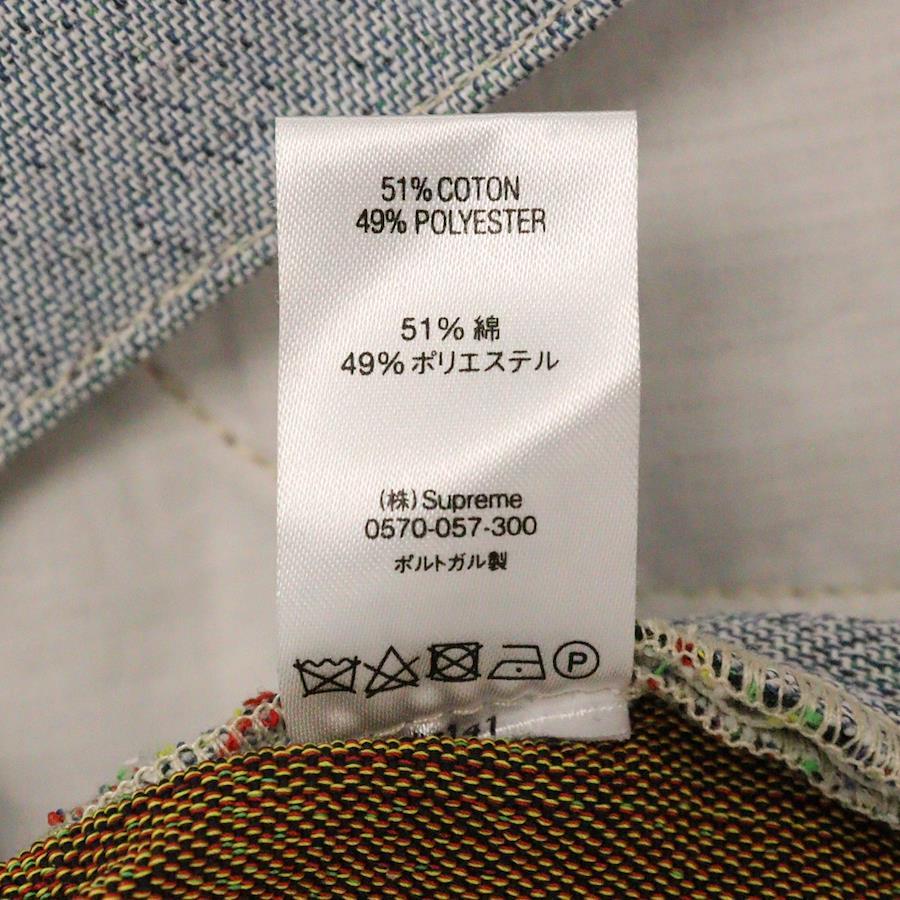 51% COTON
49% POLYESTER
51% 綿
49% ポリエステル
(株) Supreme
0570-057-300
ポルトガル製
P
141